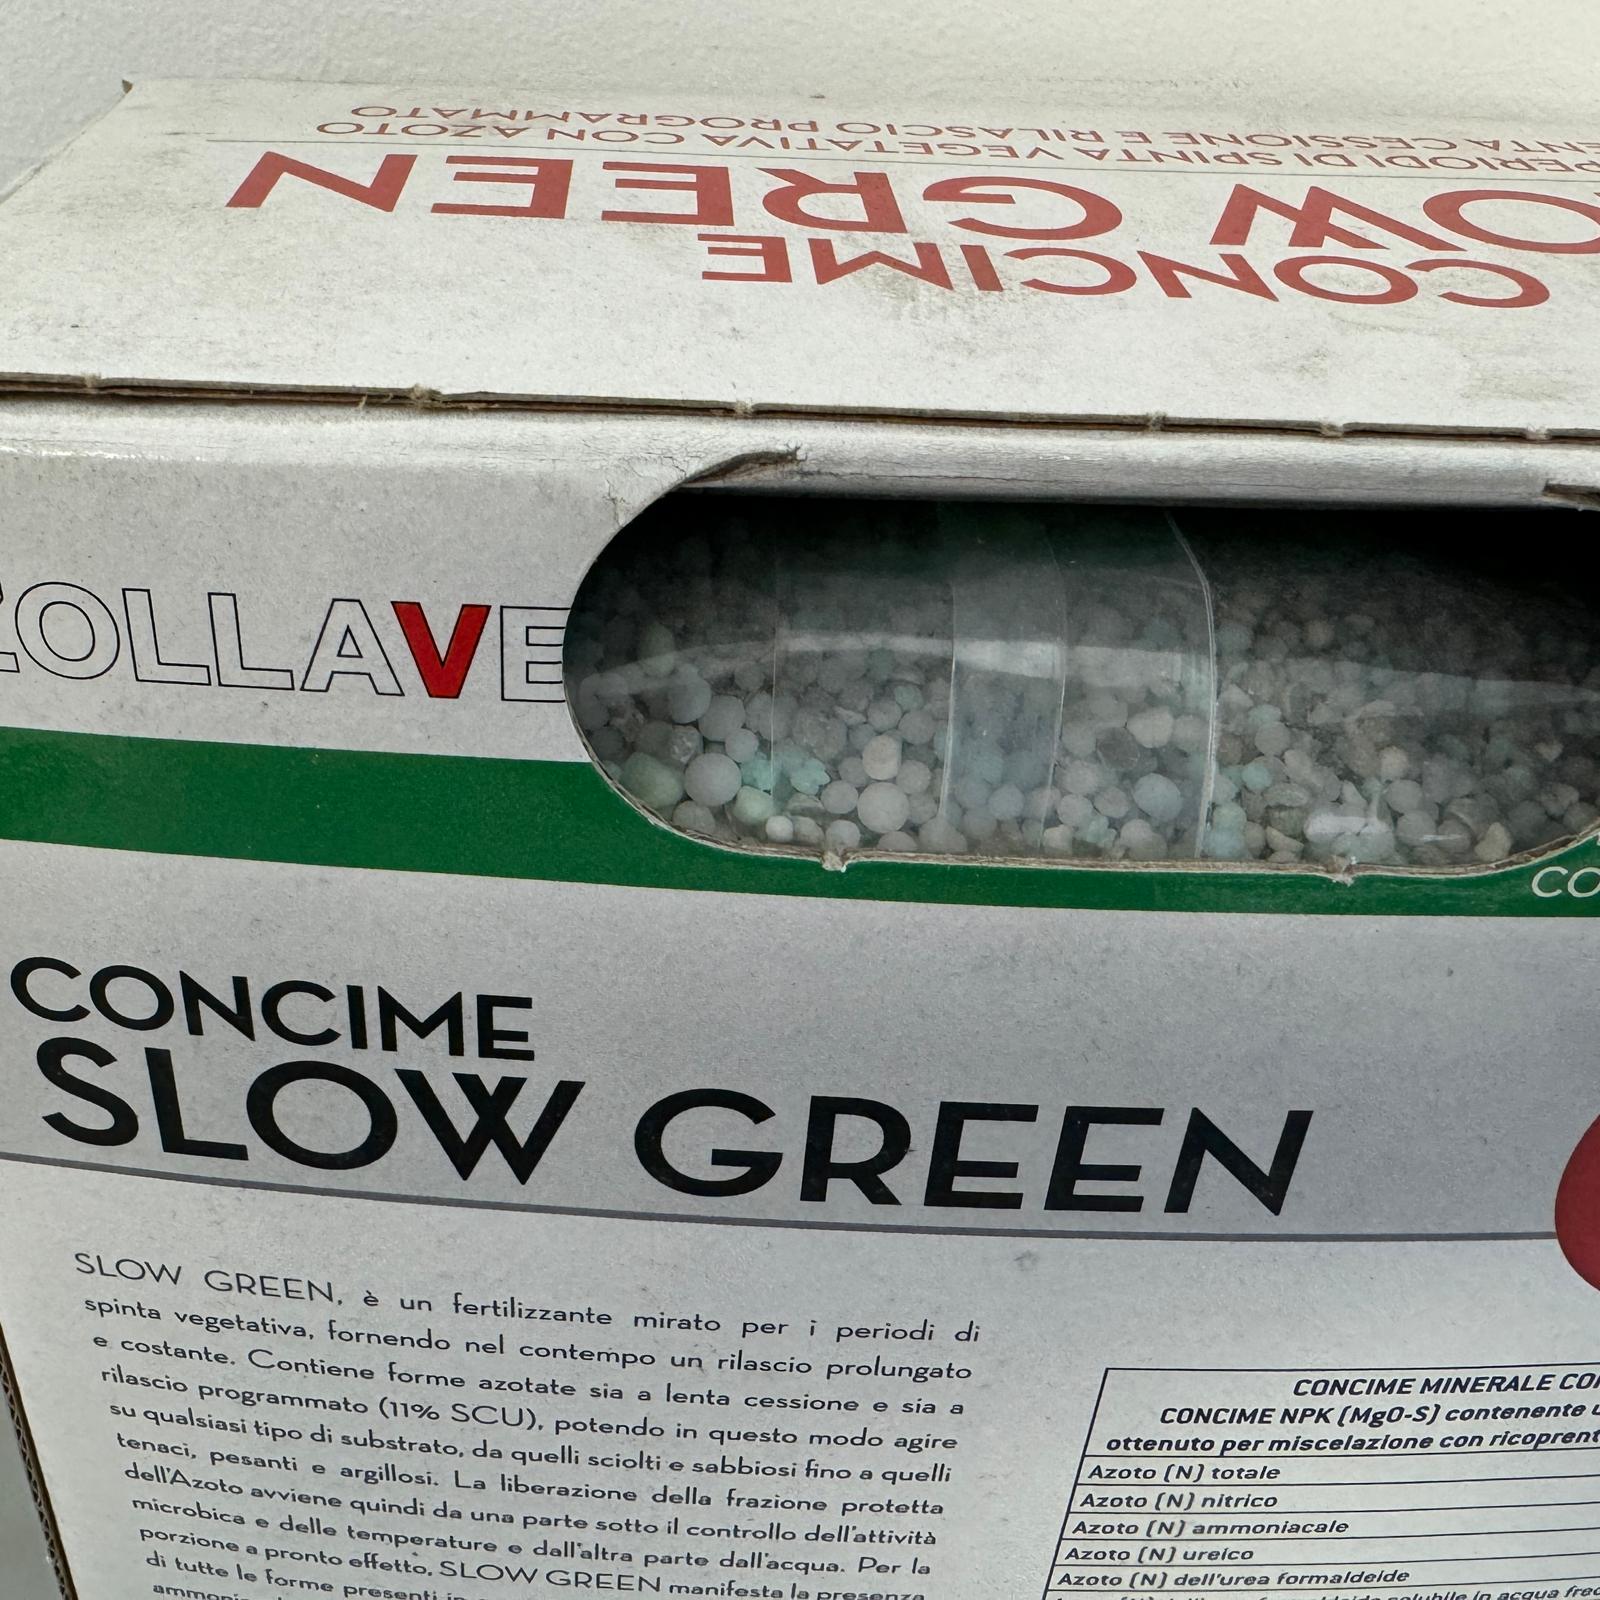 PERIODI DI SPINTA VEGETATIVA CON AZOTO
CESSIONE E RILASCIO PROGRAMMATO
GREEN
CONCIME
CONCIME
SLOW GREEN
SLOW GREEN, è un fertilizzante mirato per i periodi di
spinta vegetativa, fornendo nel contempo un rilascio prolungato
e costante. Contiene forme azotate sia a lenta cessione e sia a
rilascio programmato (11% SCU), potendo in questo modo agire
su qualsiasi tipo di substrato, da quelli sciolti e sabbiosi fino a quelli
tenaci, pesanti e argillosi. La liberazione della frazione protetta
dell'Azoto avviene quindi da una parte sotto il controllo dell'attività
microbica e delle temperature e dall'altra parte dall'acqua. Per la
porzione a pronto effetto, SLOW GREEN manifesta la presenza
di tutte le forme presenti
CONCIME MINERALE
CONCIME NPK (MgO-S) contenente
ottenuto per miscelazione con
Azoto (N) totale
Azoto (N) nitrico
Azoto (N) ammoniacale
Azoto (N) ureico
Azoto (N) dell'urea formaldeide